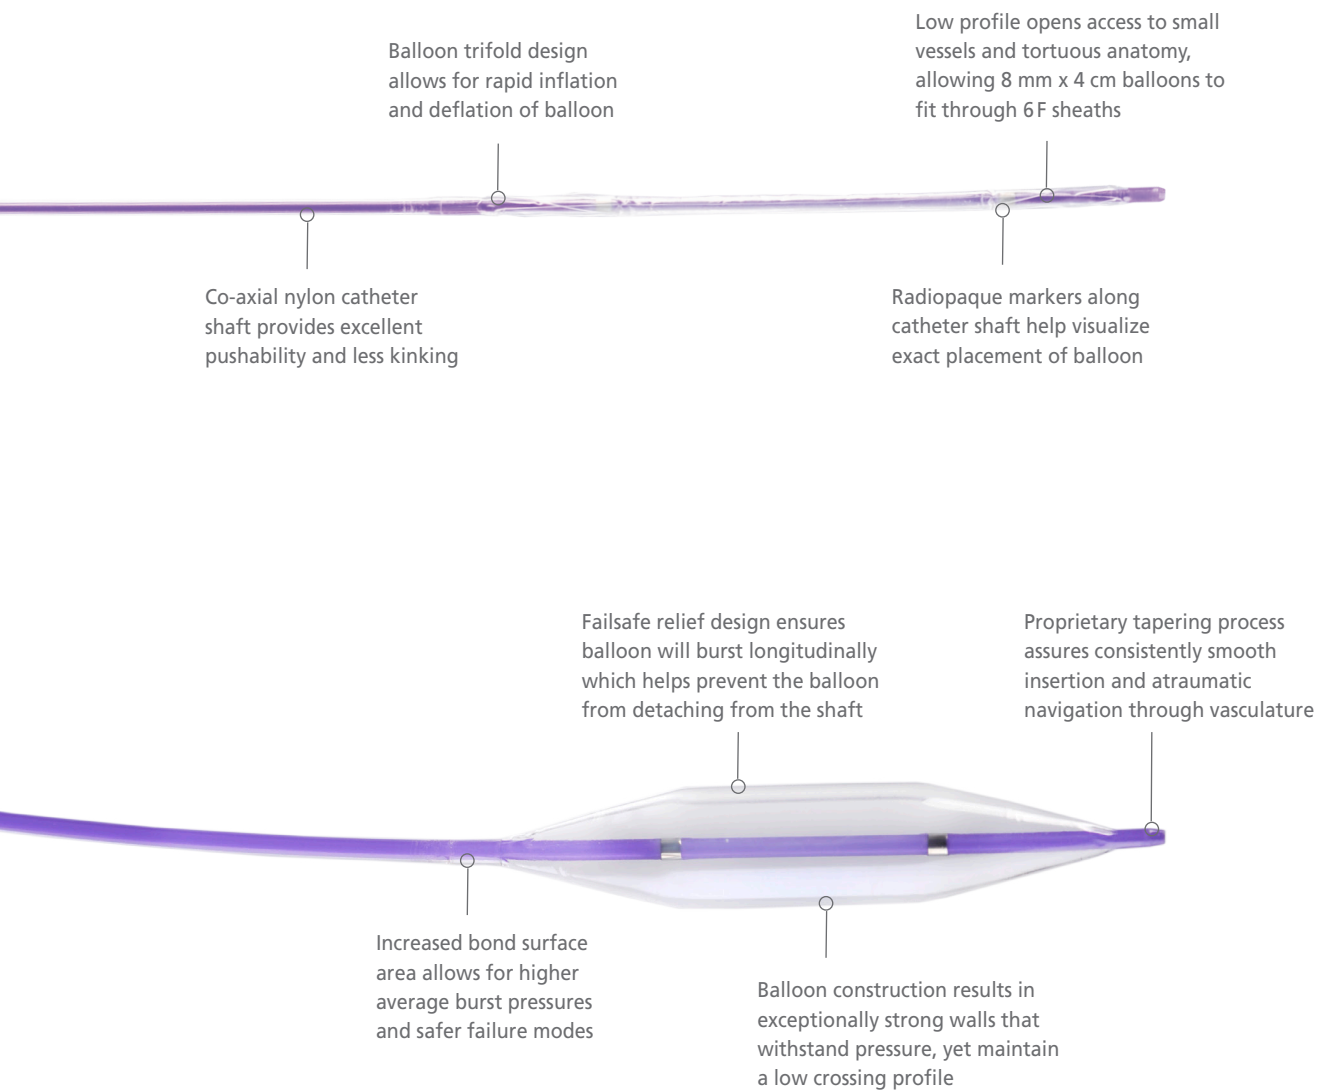 Balloon trifold design
allows for rapid inflation
and deflation of balloon
Low profile opens access to small
vessels and tortuous anatomy,
allowing 8 mm x 4 cm balloons to
fit through 6 F sheaths
Co-axial nylon catheter
shaft provides excellent
pushability and less kinking
Radiopaque markers along
catheter shaft help visualize
exact placement of balloon
Failsafe relief design ensures
balloon will burst longitudinally
which helps prevent the balloon
from detaching from the shaft
Proprietary tapering process
assures consistently smooth
insertion and atraumatic
navigation through vasculature
Increased bond surface
area allows for higher
average burst pressures
and safer failure modes
Balloon construction results in
exceptionally strong walls that
withstand pressure, yet maintain
a low crossing profile